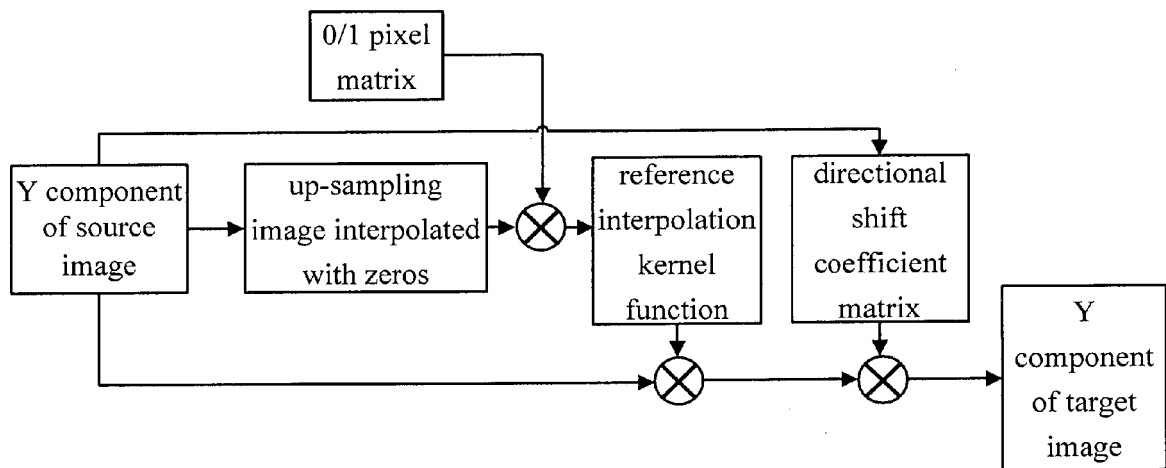 0/1 pixel
matrix
Y component
of source
image
up-sampling
image interpolated
with zeros
reference
interpolation
kernel
function
directional
shift
coefficient
matrix
Y
component
of target
image